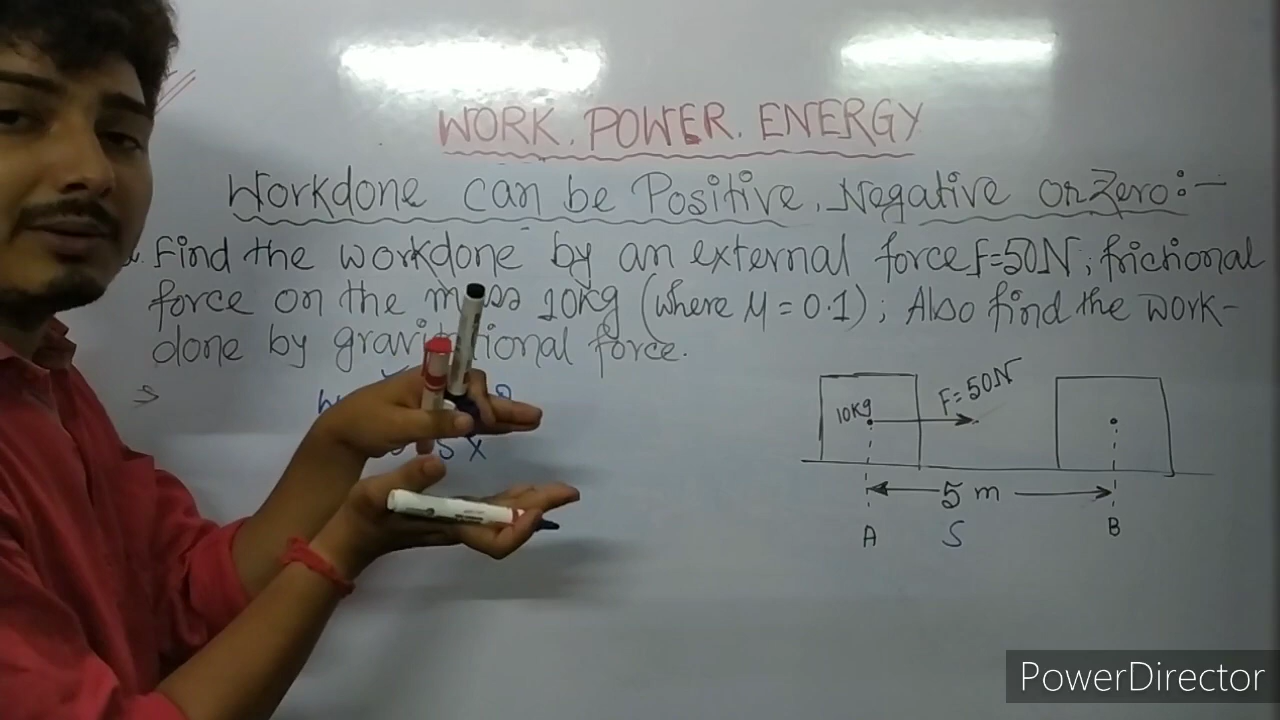 WORK, POWER, ENERGY
Workdone can be Positive, Negative or Zero:-
Find the workdone by an external force F=50N; frictional
force on the mass 10kg (where μ = 0.1); Also find the work-
done by gravitational force.
10kg
F=50N
S X
5 m
A S B
PowerDirector